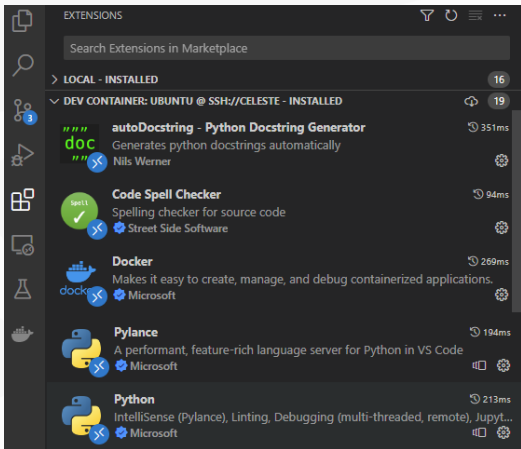 EXTENSIONS
Search Extensions in Marketplace
LOCAL - INSTALLED 16
DEV CONTAINER: UBUNTU @ SSH://CELESTE - INSTALLED 19
3
""" doc """
autoDocstring - Python Docstring Generator 351ms
Generates python docstrings automatically
Nils Werner
Spell
Code Spell Checker 94ms
Spelling checker for source code
Street Side Software
Docker 269ms
Makes it easy to create, manage, and debug containerized applications.
Microsoft
Pylance 194ms
A performant, feature-rich language server for Python in VS Code
Microsoft
Python 213ms
IntelliSense (Pylance), Linting, Debugging (multi-threaded, remote), Jupyt...
Microsoft